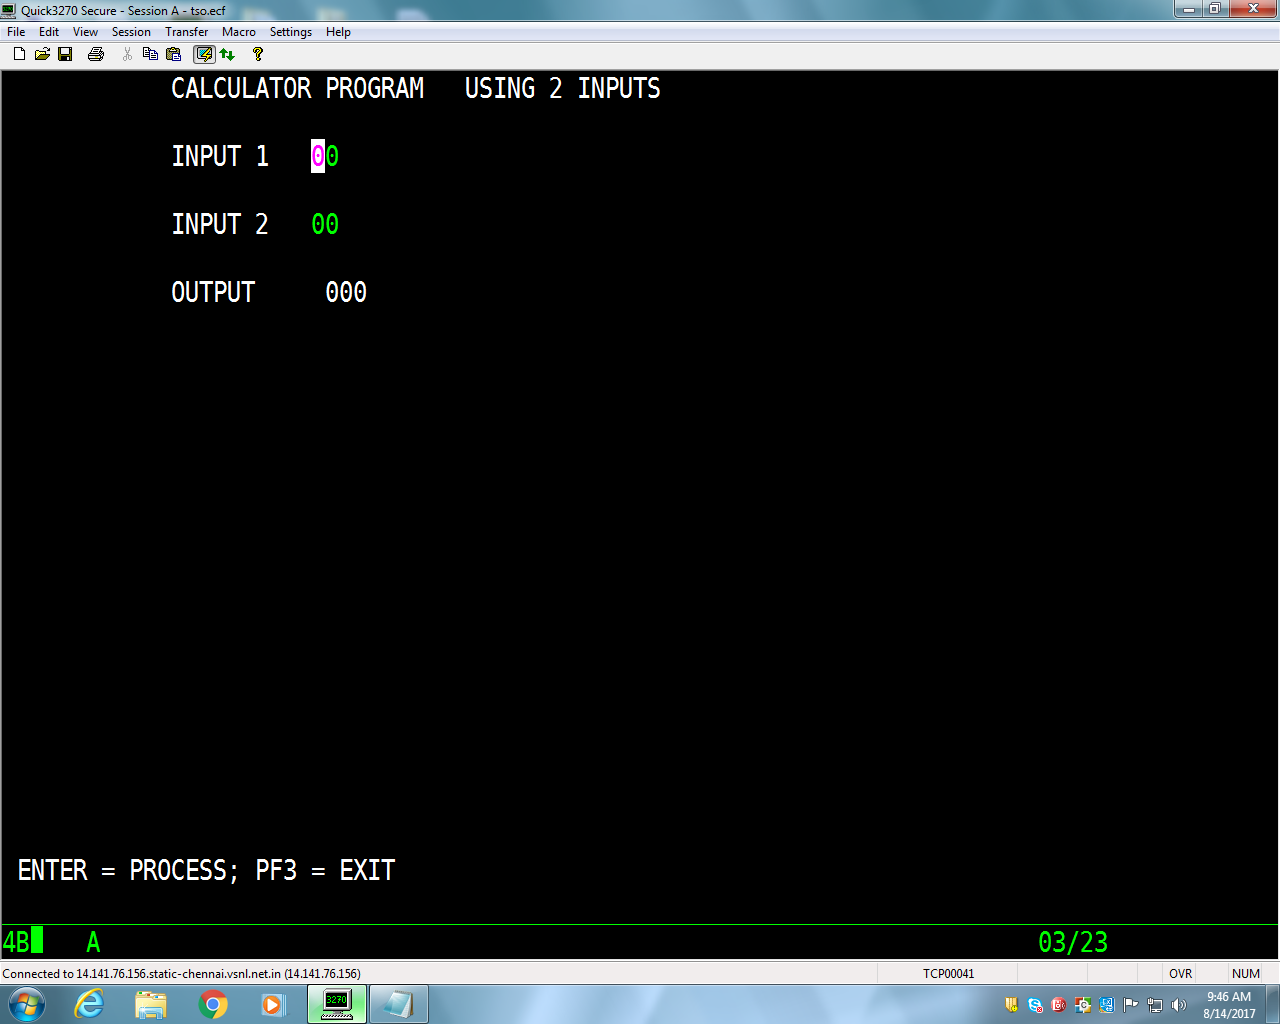 Quick3270 Secure - Session A - tso.ecf
File Edit View Session Transfer Macro Settings Help
CALCULATOR PROGRAM USING 2 INPUTS
INPUT 1 00
INPUT 2 00
OUTPUT 000
ENTER = PROCESS; PF3 = EXIT
4B A 03/23
Connected to 14.141.76.156.static-chennai.vsnl.net.in (14.141.76.156) TCP00041 OVR NUM
3270
9:46 AM
8/14/2017